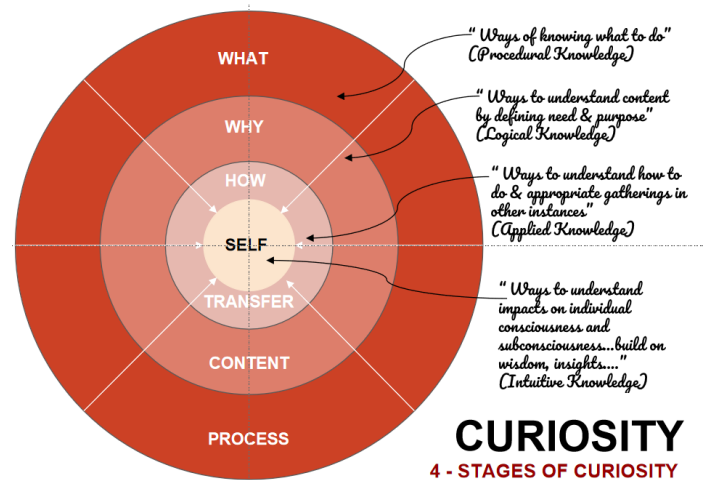 WHAT
WHY
HOW
SELF
TRANSFER
CONTENT
PROCESS
“ Ways of knowing what to do”
(Procedural Knowledge)
“ Ways to understand content
by defining need & purpose”
(Logical Knowledge)
“ Ways to understand how to
do & appropriate gatherings in
other instances”
(Applied Knowledge)
“ Ways to understand
impacts on individual
consciousness and
subconsciousness...build on
wisdom, insights....”
(Intuitive Knowledge)
CURIOSITY
4 - STAGES OF CURIOSITY